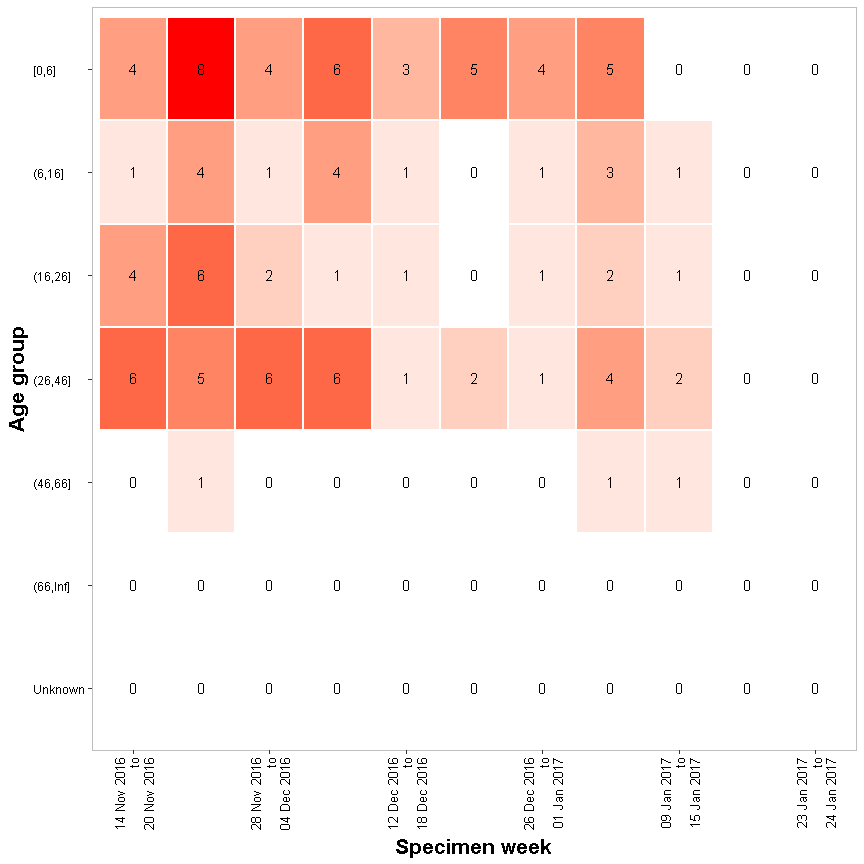 [0,6] 4 4 6 3 5 4 5 0 0 0
(6,16] 1 4 1 4 1 0 1 3 1 0 0
(16,26] 4 6 2 1 1 0 1 2 1 0 0
(26,46] 6 5 6 6 1 2 1 4 2 0 0
(46,66] 0 1 0 0 0 0 0 1 1 0 0
(66,Inf] 0 0 0 0 0 0 0 0 0 0 0
Unknown 0 0 0 0 0 0 0 0 0 0 0
Age group
14 Nov 2016
to
20 Nov 2016
28 Nov 2016
to
04 Dec 2016
12 Dec 2016
to
18 Dec 2016
26 Dec 2016
to
01 Jan 2017
09 Jan 2017
to
15 Jan 2017
23 Jan 2017
to
24 Jan 2017
Specimen week